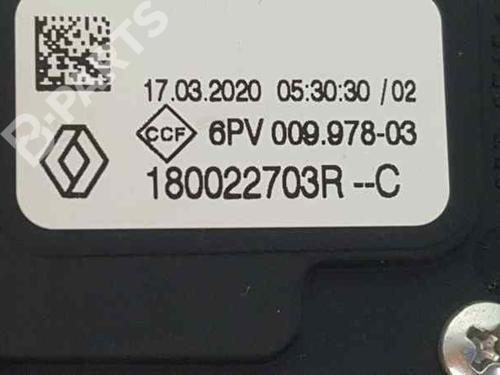 17.03.2020 05:30:30 / 02
CCF 6PV 009.978-03
180022703R --C
B-PARTS